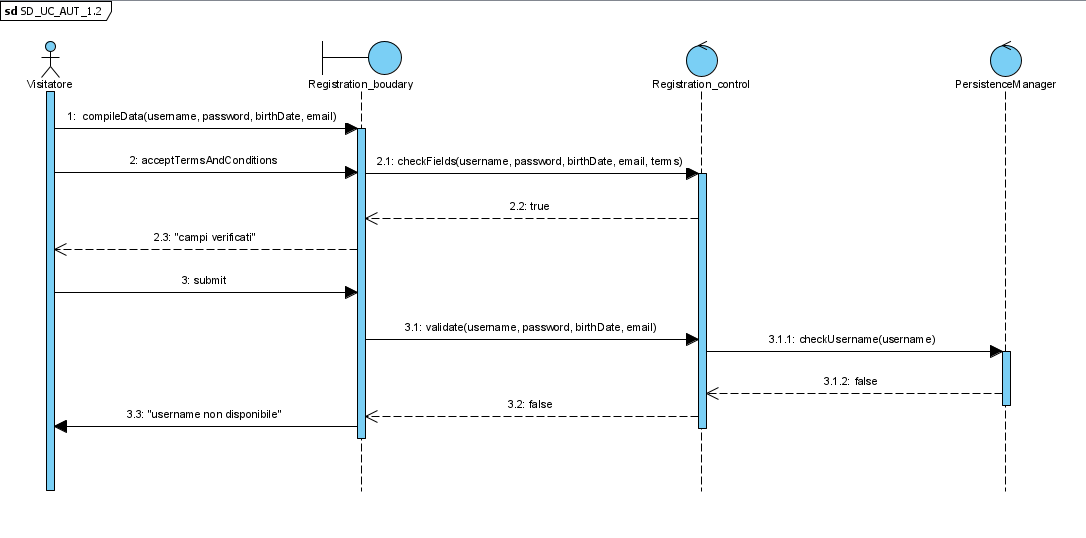 sd SD_UC_AUT_1.2
Visitatore
Registration_boudary
Registration_control
PersistenceManager
1: compileData(username, password, birthDate, email)
2: acceptTermsAndConditions
2.1: checkFields(username, password, birthDate, email, terms)
2.2: true
2.3: "campi verificati"
3: submit
3.1: validate(username, password, birthDate, email)
3.1.1: checkUsername(username)
3.1.2: false
3.2: false
3.3: "username non disponibile"